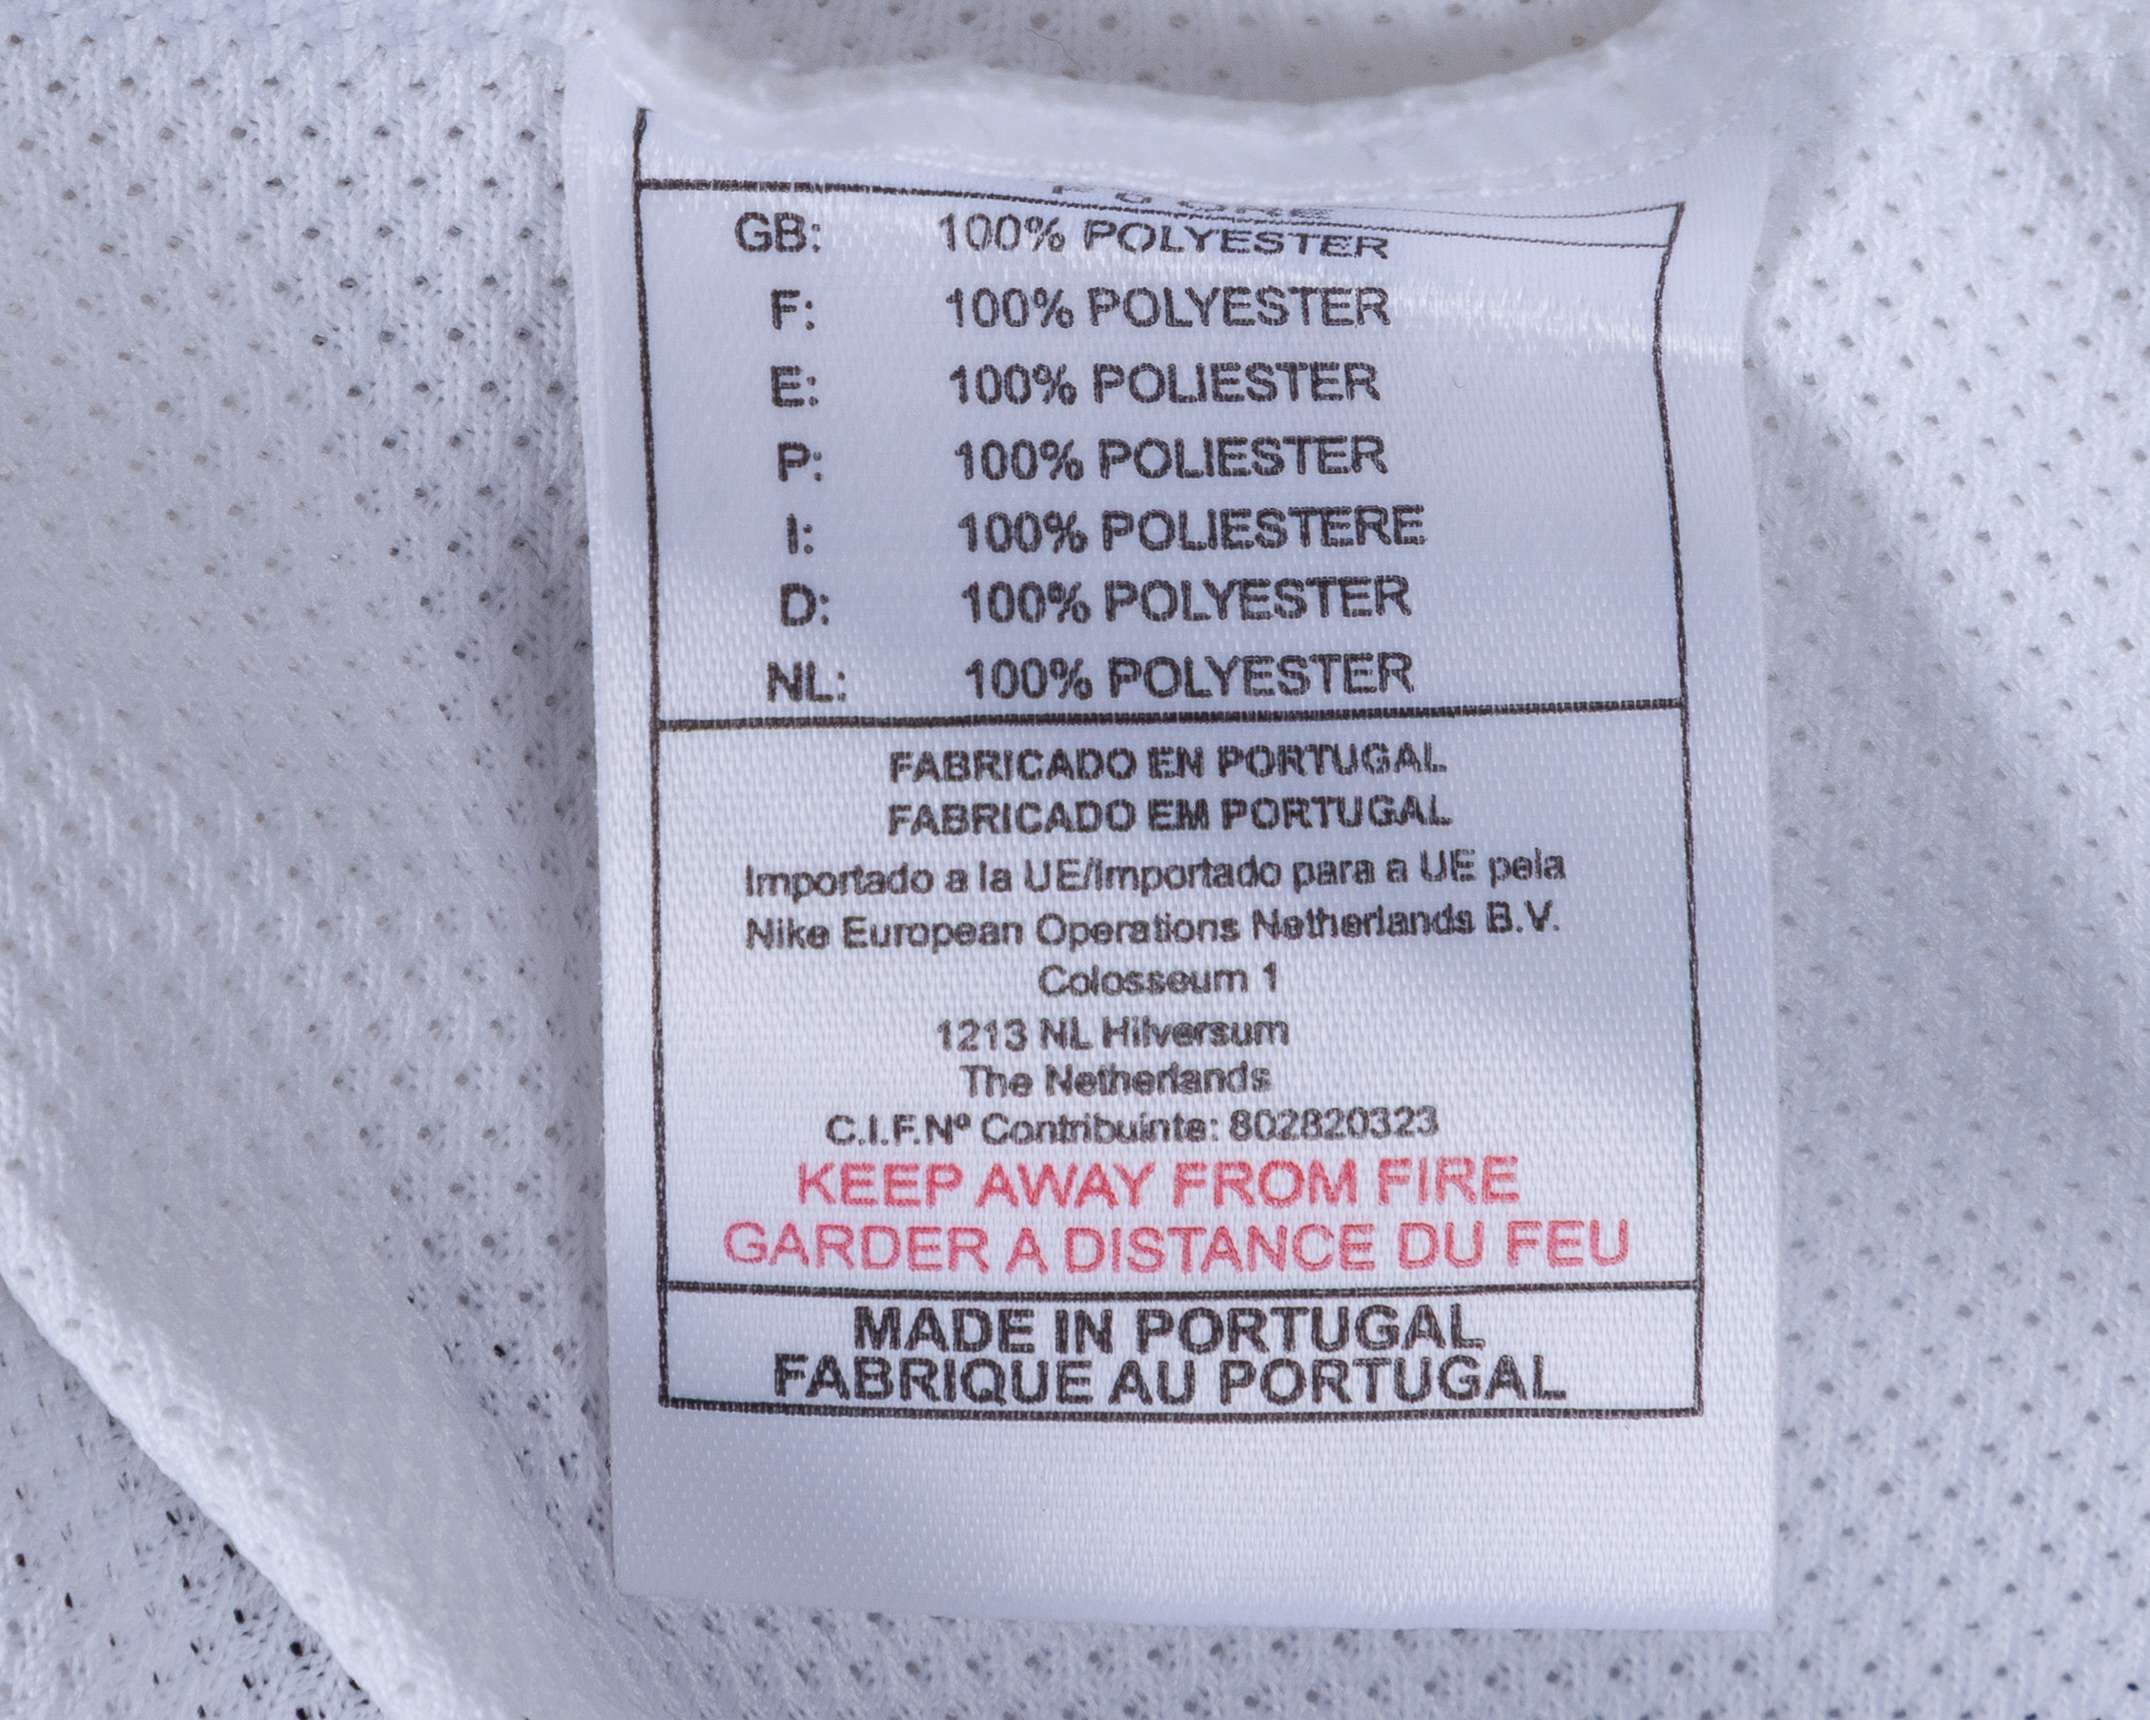 GB: 100% POLYESTER
F: 100% POLYESTER
E: 100% POLIESTER
P: 100% POLIESTER
I: 100% POLIESTERE
D: 100% POLYESTER
NL: 100% POLYESTER
FABRICADO EN PORTUGAL
FABRICADO EM PORTUGAL
Importado a la UE/Importado para a UE pela
Nike European Operations Netherlands B.V.
Colosseum 1
1213 NL Hilversum
The Netherlands
C.I.F.Nº Contribuinte: 802820323
KEEP AWAY FROM FIRE
GARDER A DISTANCE DU FEU
MADE IN PORTUGAL
FABRIQUE AU PORTUGAL